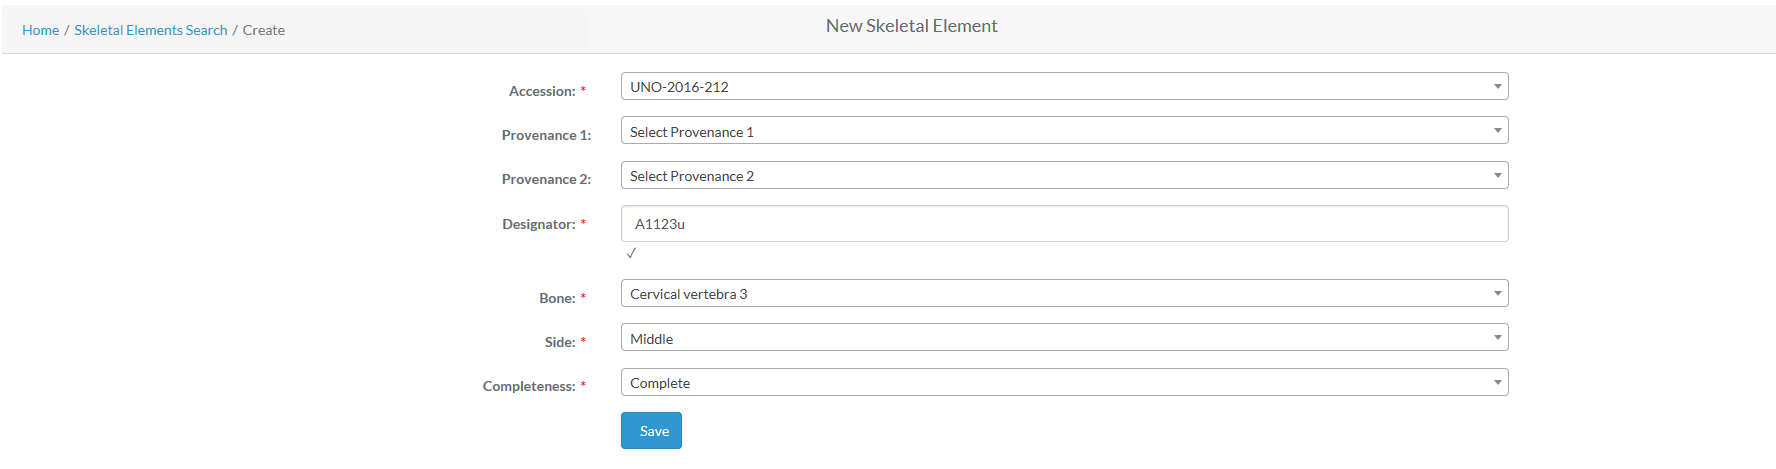 Home / Skeletal Elements Search / Create
New Skeletal Element
Accession: * UNO-2016-212
Provenance 1: Select Provenance 1
Provenance 2: Select Provenance 2
Designator: * A1123u
✓
Bone: * Cervical vertebra 3
Side: * Middle
Completeness: * Complete
Save